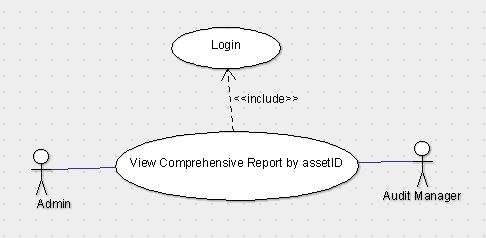 Login
<<include>>
View Comprehensive Report by assetID
Admin
Audit Manager